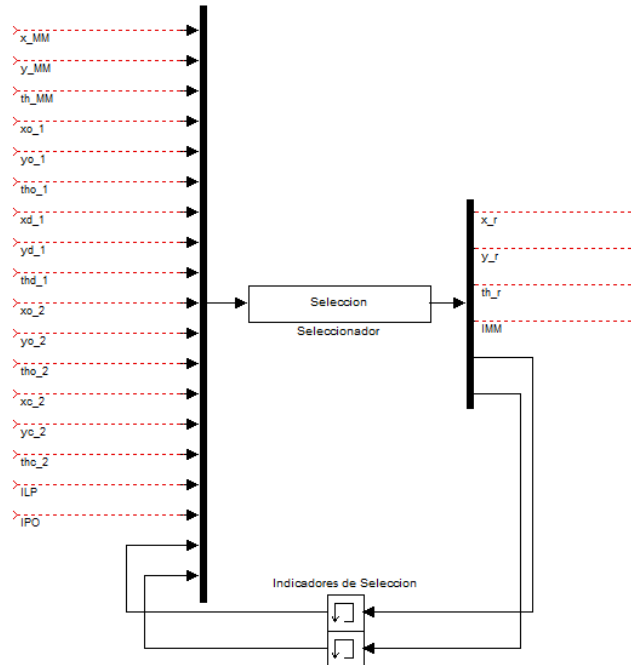 x_MM
y_MM
th_MM
xo_1
yo_1
tho_1
xd_1
yd_1
thd_1
xo_2
yo_2
tho_2
xc_2
yc_2
thc_2
ILP
IPO
Seleccion
Seleccionador
x_r
y_r
th_r
IMM
Indicadores de Seleccion